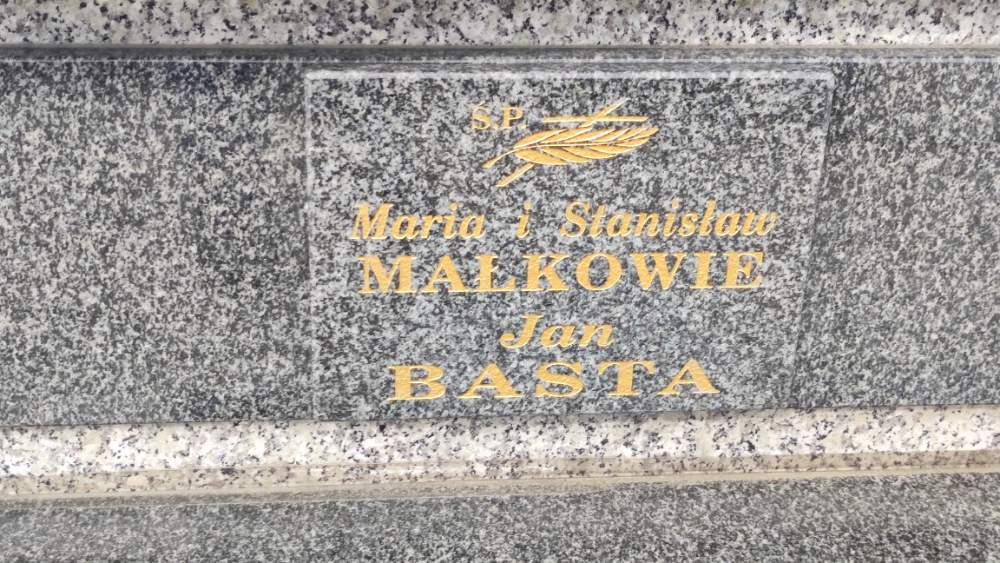 Ś.P.
Maria i Stanisław
MAŁKOWIE
Jan
BASTA